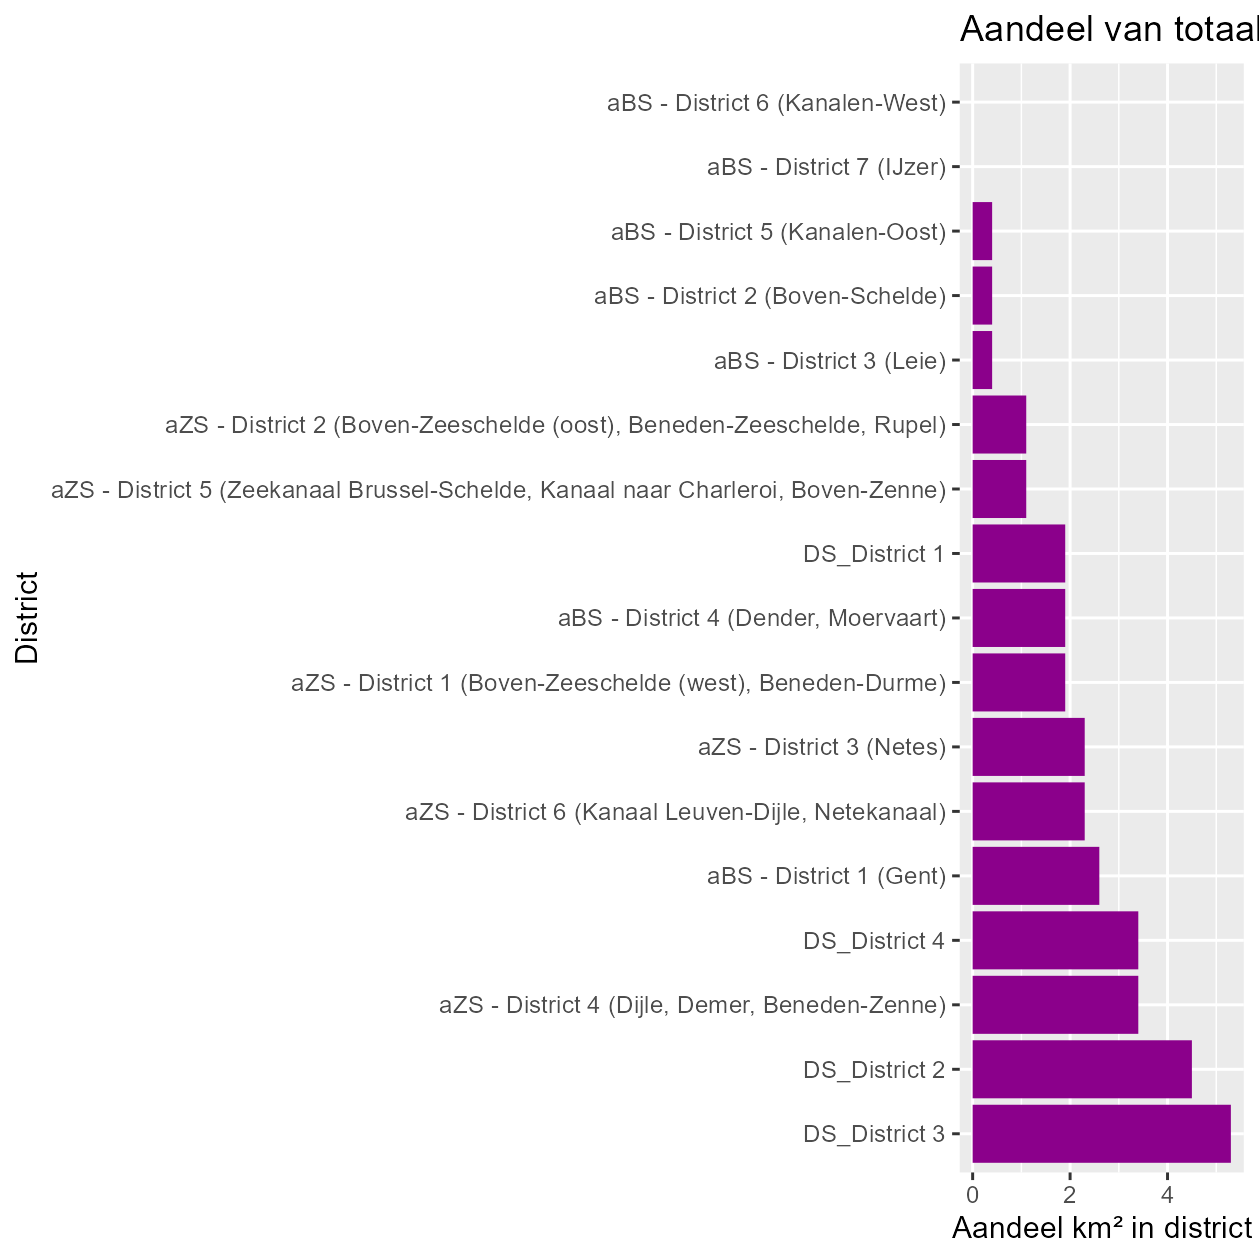 Aandeel van totaal
aBS - District 6 (Kanalen-West)
aBS - District 7 (IJzer)
aBS - District 5 (Kanalen-Oost)
aBS - District 2 (Boven-Schelde)
aBS - District 3 (Leie)
aZS - District 2 (Boven-Zeeschelde (oost), Beneden-Zeeschelde, Rupel)
aZS - District 5 (Zeekanaal Brussel-Schelde, Kanaal naar Charleroi, Boven-Zenne)
DS_District 1
aBS - District 4 (Dender, Moervaart)
aZS - District 1 (Boven-Zeeschelde (west), Beneden-Durme)
aZS - District 3 (Netes)
aZS - District 6 (Kanaal Leuven-Dijle, Netekanaal)
aBS - District 1 (Gent)
DS_District 4
aZS - District 4 (Dijle, Demer, Beneden-Zenne)
DS_District 2
DS_District 3
District
0 2 4
Aandeel km² in district